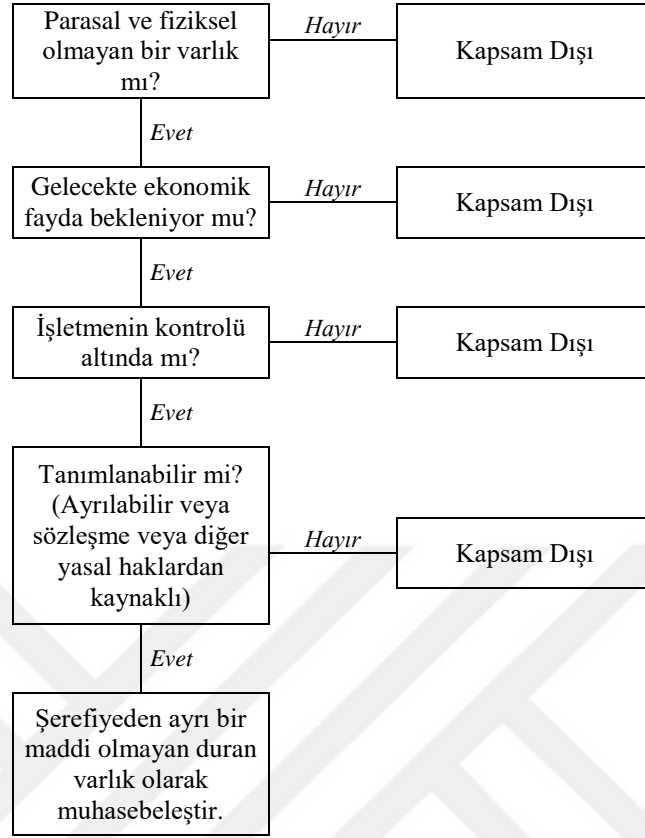 Parasal ve fiziksel
olmayan bir varlık
mı?
Hayır
Kapsam Dışı
Evet
Gelecekte ekonomik
fayda bekleniyor mu?
Hayır
Kapsam Dışı
Evet
İşletmenin kontrolü
altında mı?
Hayır
Kapsam Dışı
Evet
Tanımlanabilir mi?
(Ayrılabilir veya
sözleşme veya diğer
yasal haklardan
kaynaklı)
Hayır
Kapsam Dışı
Evet
Şerefiyeden ayrı bir
maddi olmayan duran
varlık olarak
muhasebeleştir.